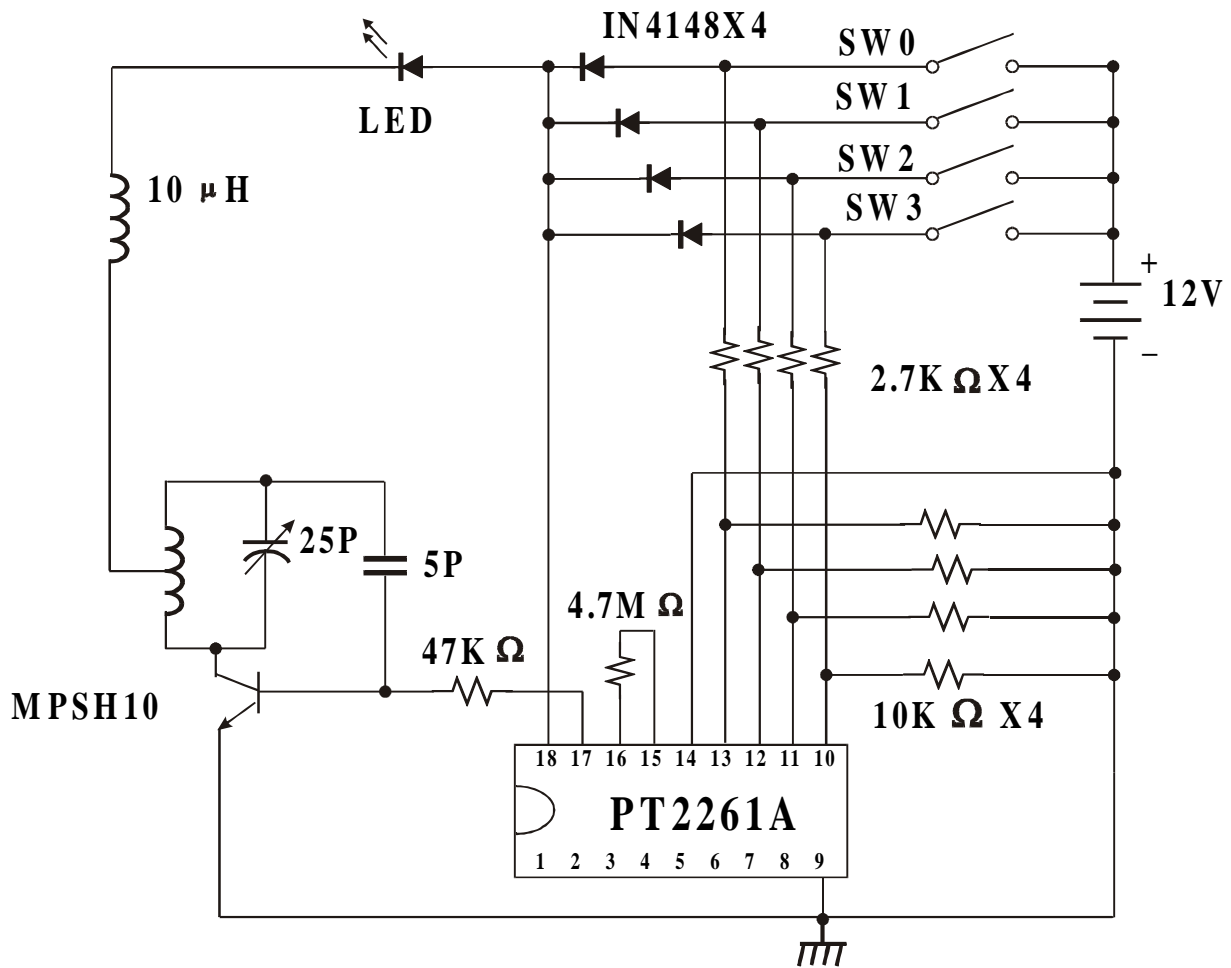 IN4148X4
SW0
LED
SW1
SW2
10 μH
SW3
+
12V
−
2.7K Ω X4
25P
5P
4.7M Ω
47K Ω
MPSH10
10K Ω X4
18 17 16 15 14 13 12 11 10
PT2261A
1 2 3 4 5 6 7 8 9